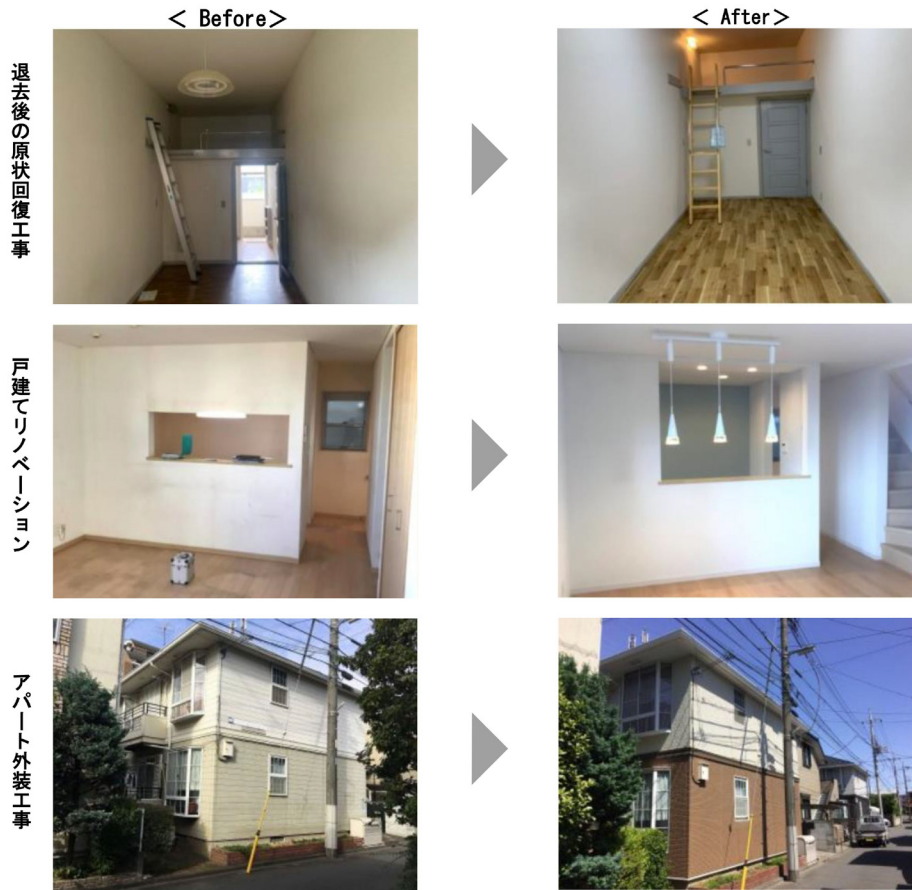 < Before>
< After>
退去後の原状回復工事
戸建てリノベーション
アパート外装工事